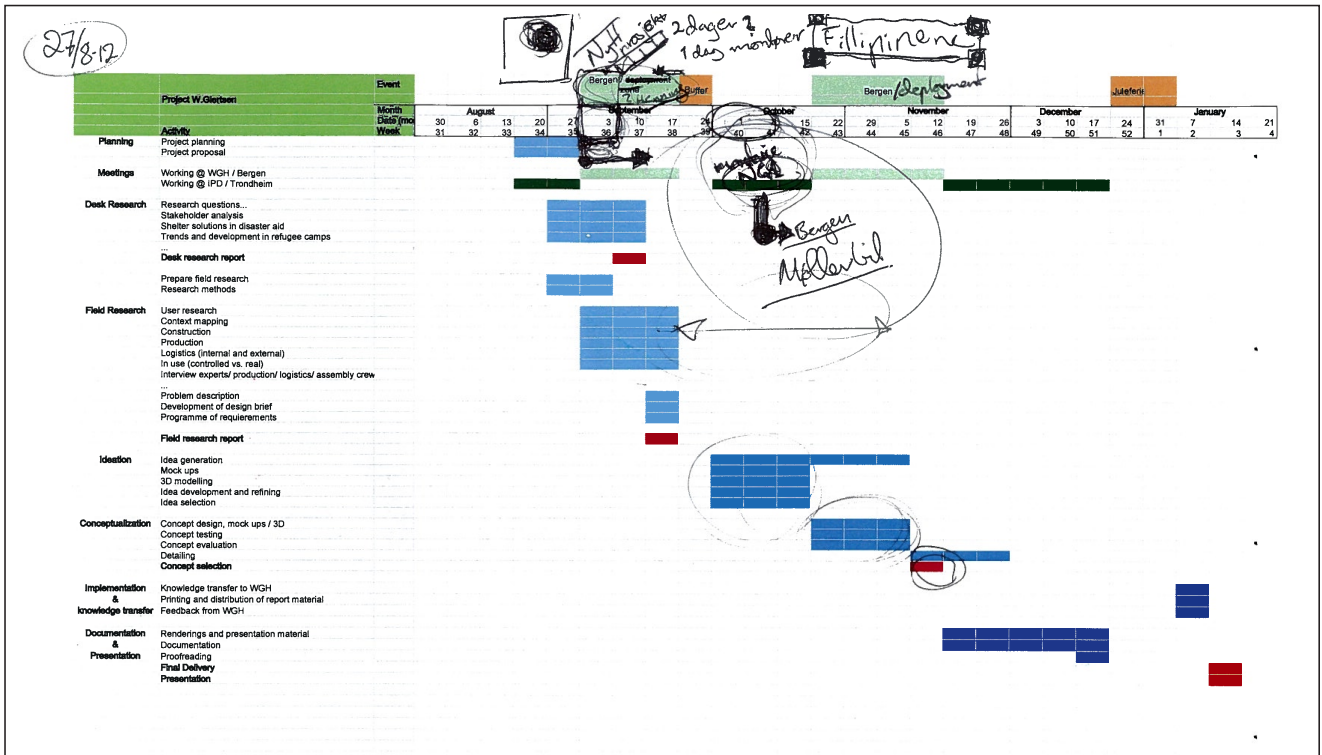 27/8-12
Nytt prosjekt
2 dager ?
1 dag montører
Fillipinene
Event
Bergen/ deployment zone
Buffer
Bergen /deployment
Juleferie
Project W.Giertsen
Month August September October November December January
Date (mo 30 6 13 20 27 3 10 17 24 15 22 29 5 12 19 26 3 10 17 24 31 7 14 21
Activity Week 31 32 33 34 35 36 37 38 39 40 41 42 43 44 45 46 47 48 49 50 51 52 1 2 3 4
Planning Project planning
Project proposal
Meetings Working @ WGH / Bergen
Working @ IPD / Trondheim
Bergen
Møllerbil
Desk Research Research questions...
Stakeholder analysis
Shelter solutions in disaster aid
Trends and development in refugee camps
...
Desk research report
Prepare field research
Research methods
Field Research User research
Context mapping
Construction
Production
Logistics (internal and external)
In use (controlled vs. real)
Interview experts/ production/ logistics/ assembly crew
...
Problem description
Development of design brief
Programme of requierements
Field research report
Ideation Idea generation
Mock ups
3D modelling
Idea development and refining
Idea selection
Conceptualization Concept design, mock ups / 3D
Concept testing
Concept evaluation
Detailing
Concept selection
Implementation Knowledge transfer to WGH
& Printing and distribution of report material
knowledge transfer Feedback from WGH
Documentation Renderings and presentation material
& Documentation
Presentation Proofreading
Final Delivery
Presentation